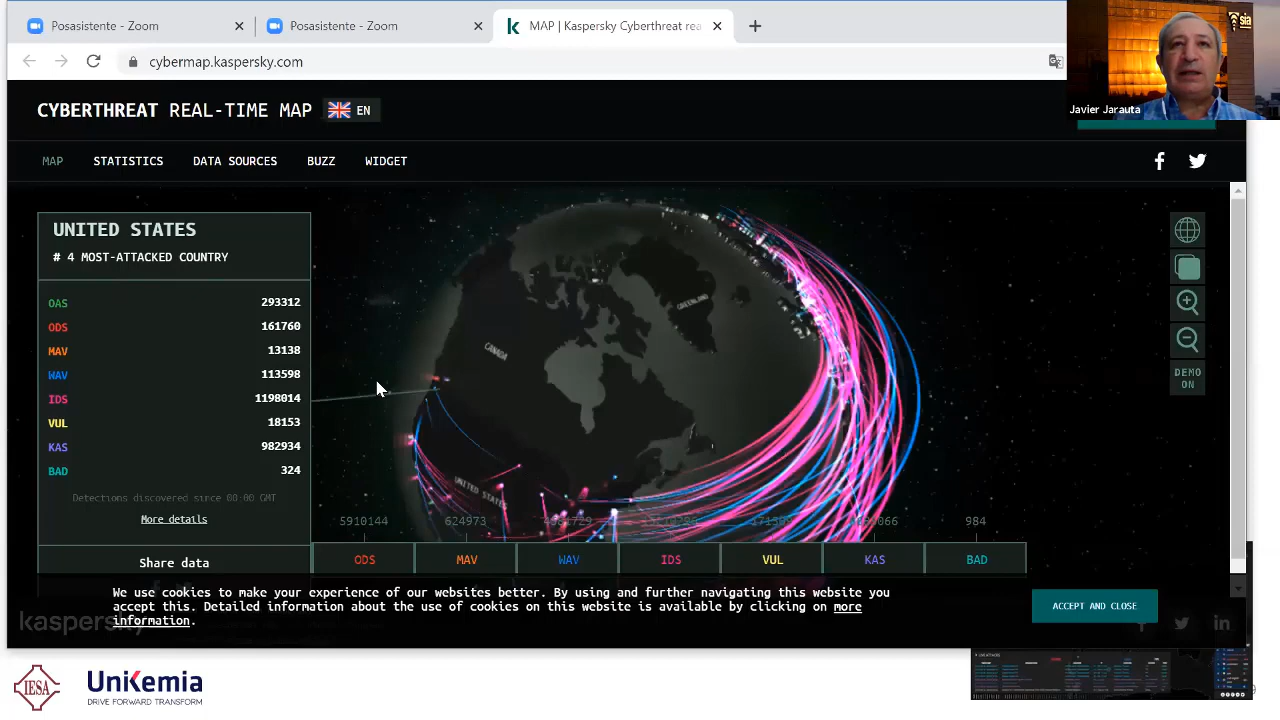 Posasistente - Zoom
Posasistente - Zoom
MAP | Kaspersky Cyberthreat rea
cybermap.kaspersky.com
sia
Javier Jarauta
CYBERTHREAT REAL-TIME MAP EN
MAP STATISTICS DATA SOURCES BUZZ WIDGET
UNITED STATES
# 4 MOST-ATTACKED COUNTRY
OAS 293312
ODS 161760
MAV 13138
WAV 113598
IDS 1198014
VUL 18153
KAS 982934
BAD 324
Detections discovered since 00:00 GMT
More details
Share data
GREENLAND
CANADA
UNITED STATES
DEMO
ON
5910144 624973 984
ODS MAV WAV IDS VUL KAS BAD
We use cookies to make your experience of our websites better. By using and further navigating this website you
accept this. Detailed information about the use of cookies on this website is available by clicking on more
information.
ACCEPT AND CLOSE
kaspersky
IESA
UniKemia
DRIVE FORWARD TRANSFORM